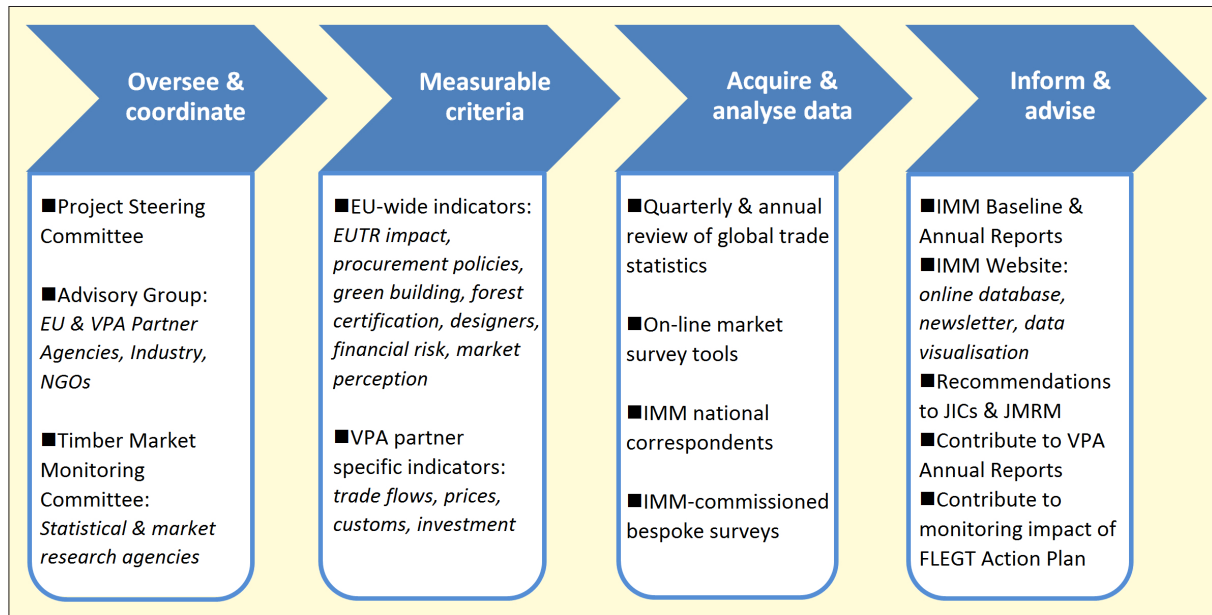 Oversee &
coordinate
Measurable
criteria
Acquire &
analyse data
Inform &
advise
■Project Steering
Committee
■Advisory Group:
EU & VPA Partner
Agencies, Industry,
NGOs
■Timber Market
Monitoring
Committee:
Statistical & market
research agencies
■EU-wide indicators:
EUTR impact,
procurement policies,
green building, forest
certification, designers,
financial risk, market
perception
■VPA partner
specific indicators:
trade flows, prices,
customs, investment
■Quarterly & annual
review of global trade
statistics
■On-line market
survey tools
■IMM national
correspondents
■IMM-commissioned
bespoke surveys
■IMM Baseline &
Annual Reports
■IMM Website:
online database,
newsletter, data
visualisation
■Recommendations
to JICs & JMRM
■Contribute to VPA
Annual Reports
■Contribute to
monitoring impact of
FLEGT Action Plan